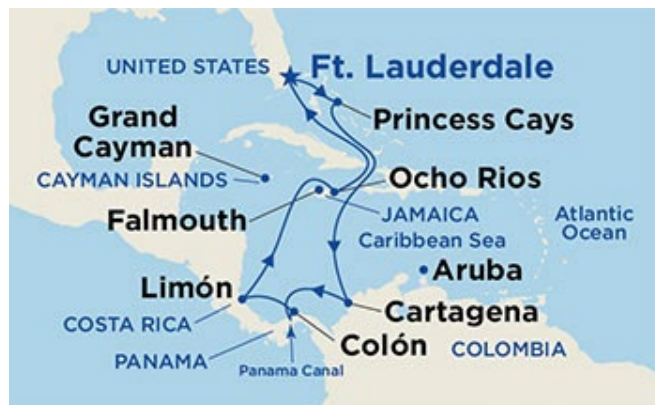 UNITED STATES
Ft. Lauderdale
Grand
Cayman
CAYMAN ISLANDS
Princess Cays
Ocho Rios
Falmouth
JAMAICA
Caribbean Sea
Atlantic
Ocean
Aruba
Limón
COSTA RICA
Cartagena
PANAMA
Colón
COLOMBIA
Panama Canal